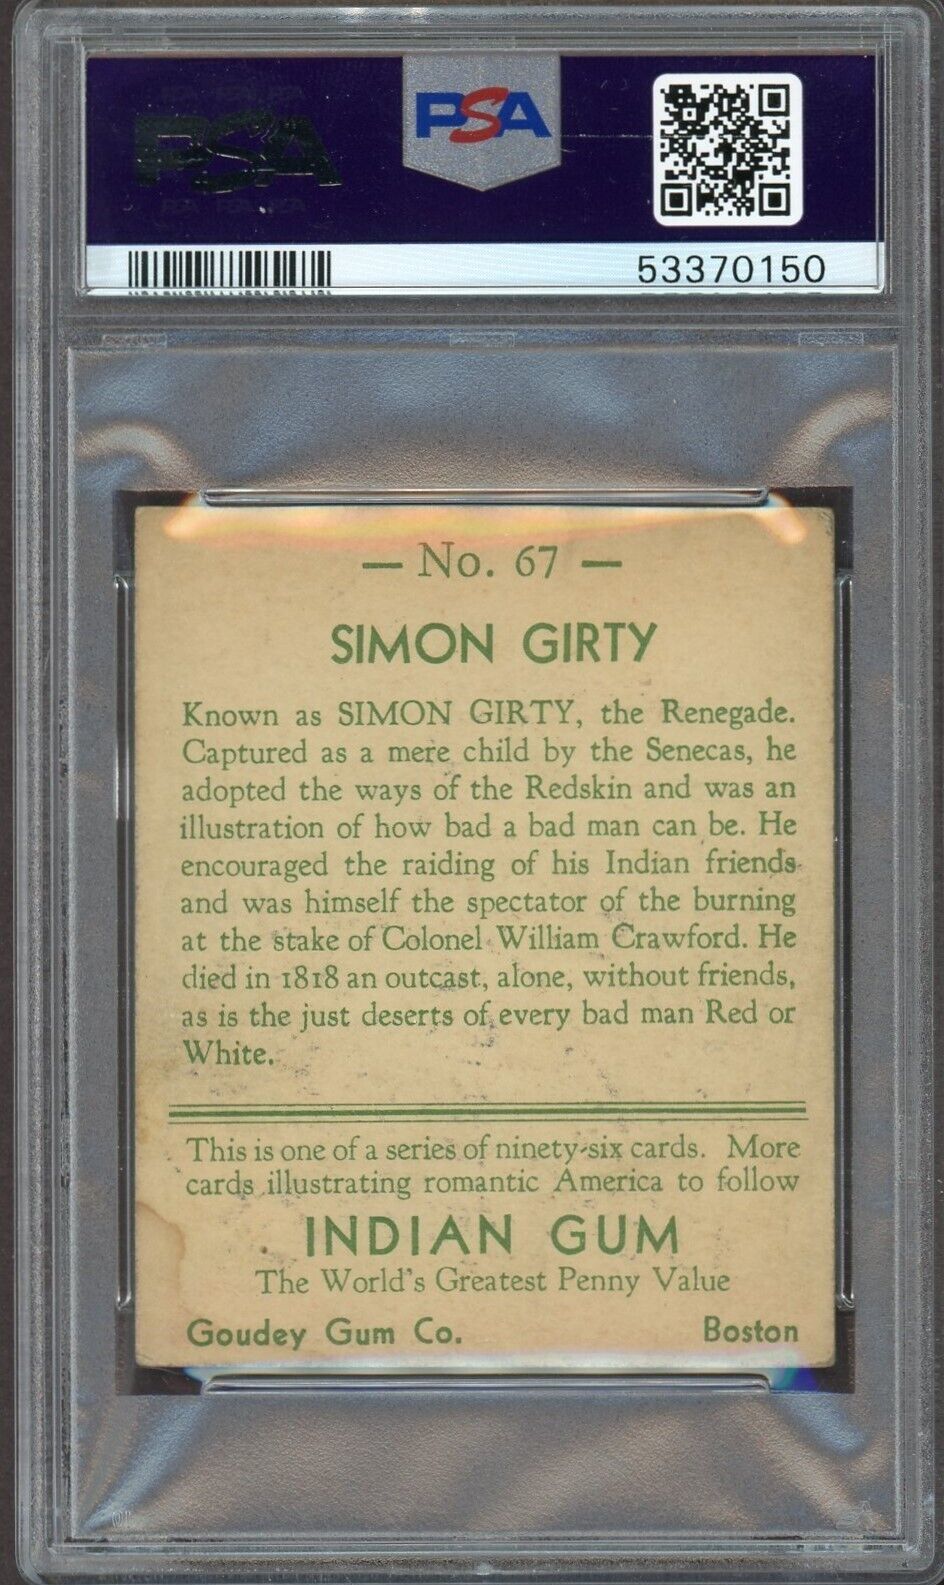 PSA
PSA
53370150
— No. 67 —
SIMON GIRTY
Known as SIMON GIRTY, the Renegade.
Captured as a mere child by the Senecas, he
adopted the ways of the Redskin and was an
illustration of how bad a bad man can be. He
encouraged the raiding of his Indian friends
and was himself the spectator of the burning
at the stake of Colonel William Crawford. He
died in 1818 an outcast, alone, without friends,
as is the just deserts of every bad man Red or
White.
This is one of a series of ninety-six cards. More
cards illustrating romantic America to follow
INDIAN GUM
The World's Greatest Penny Value
Goudey Gum Co. Boston